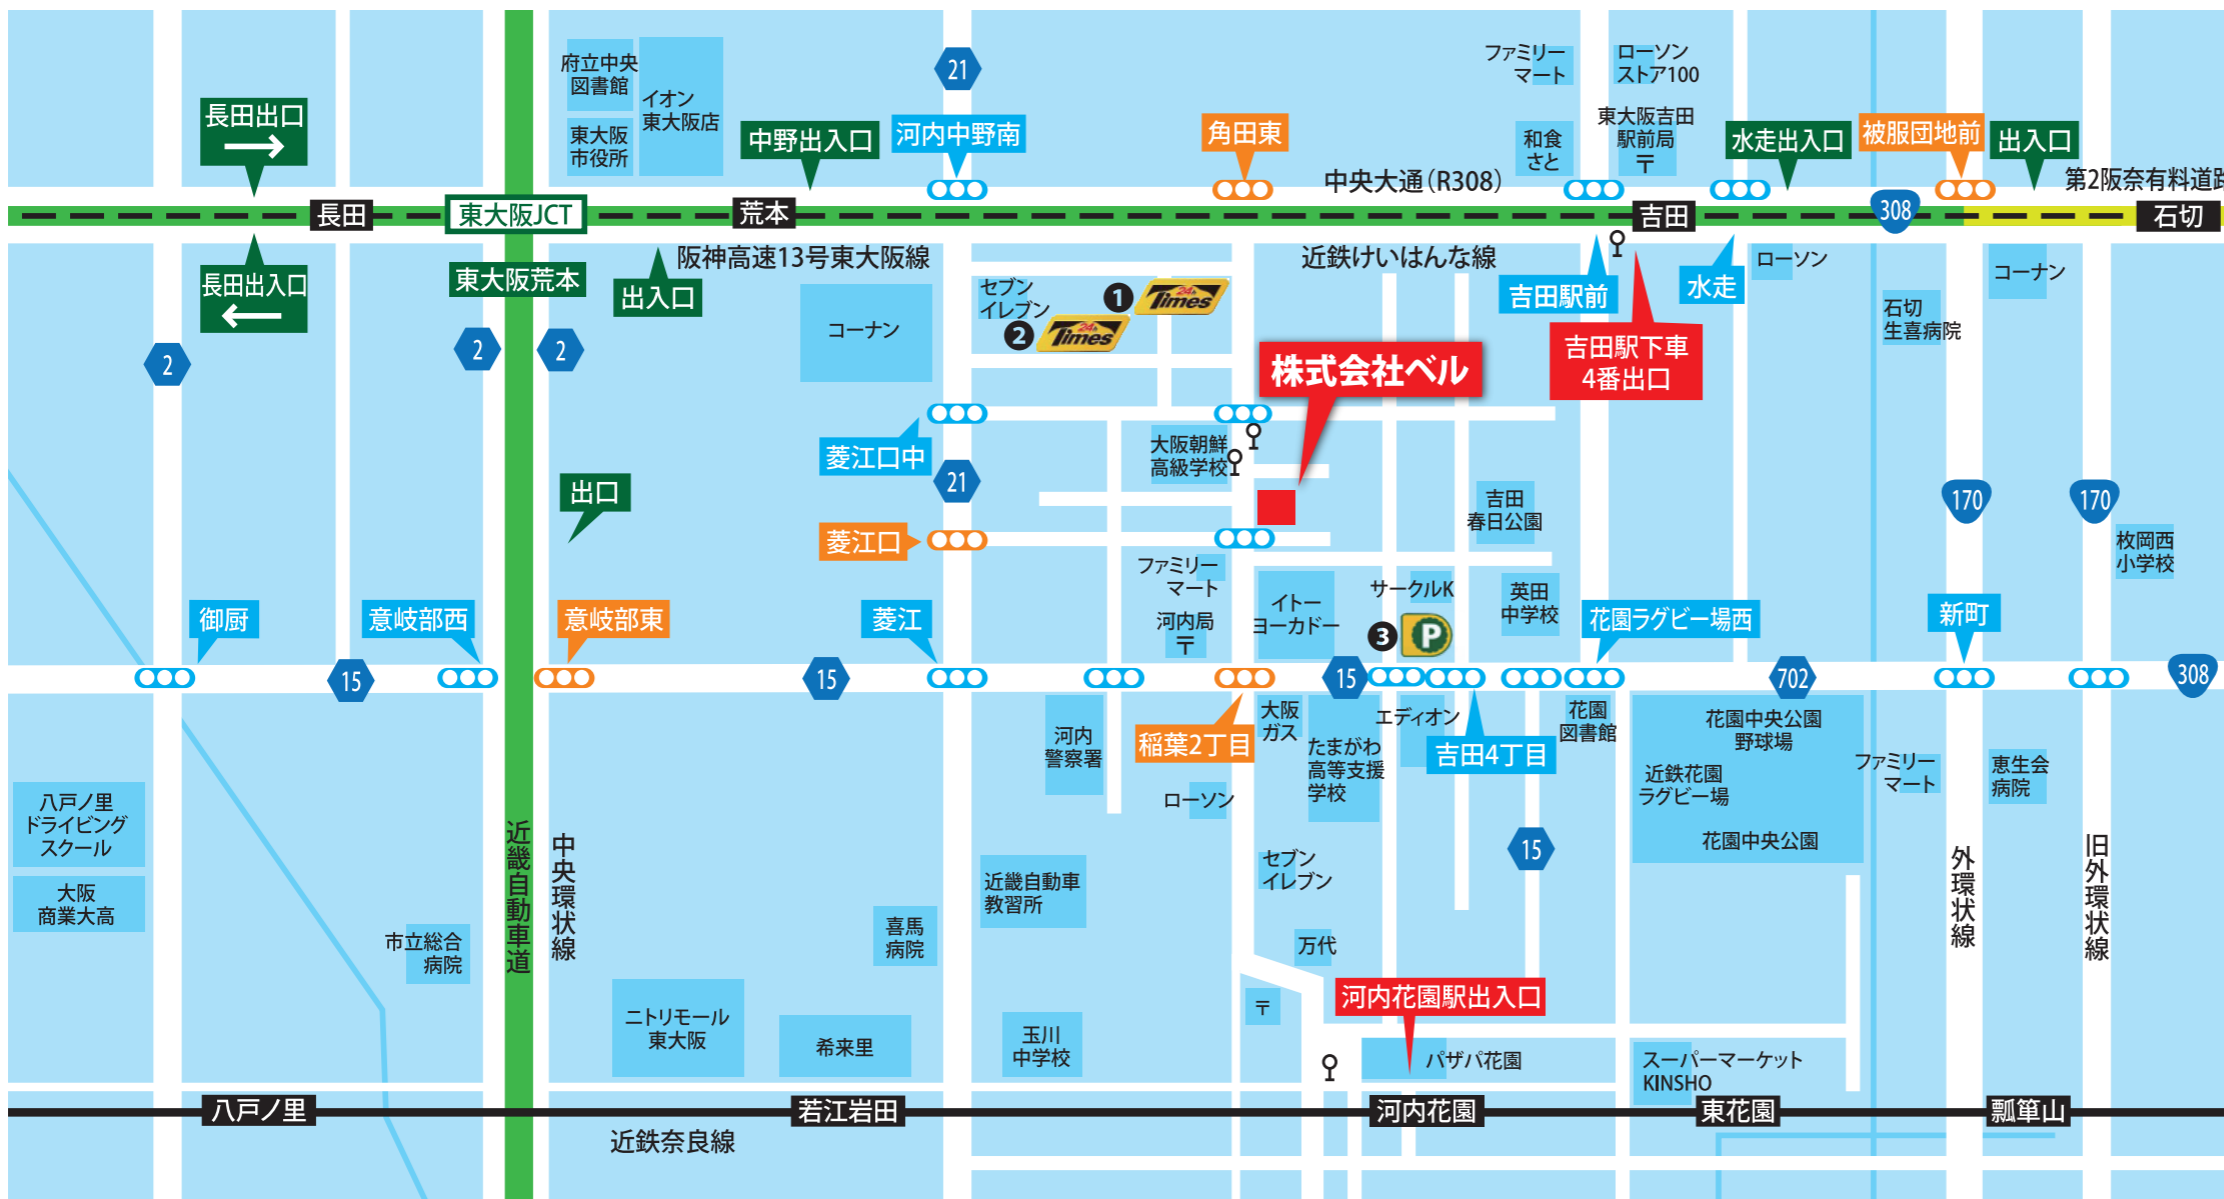 府立中央
図書館
イオン
東大阪店
東大阪
市役所
21
ファミリー
マート
ローソン
ストア100
長田出口
→
中野出入口
河内中野南
角田東
和食
さと
東大阪吉田
駅前局
〒
水走出入口
被服団地前
出入口
中央大通(R308)
第2阪奈有料道路
長田
東大阪JCT
荒本
吉田
308
石切
阪神高速13号東大阪線
近鉄けいはんな線
長田出入口
←
東大阪荒本
出入口
コーナン
セブン
イレブン
❶
24h
Times
❷
24h
Times
吉田駅前
水走
ローソン
コーナン
石切
生喜病院
吉田駅下車
4番出口
株式会社ベル
2
2
2
菱江口中
大阪朝鮮
高級学校
21
出口
菱江口
吉田
春日公園
170
170
枚岡西
小学校
ファミリー
マート
河内局
〒
イトー
ヨーカドー
サークルK
❸
P
英田
中学校
御厨
意岐部西
意岐部東
菱江
花園ラグビー場西
新町
15
15
15
702
308
河内
警察署
稲葉2丁目
大阪
ガス
たまがわ
高等支援
学校
エディオン
吉田4丁目
花園
図書館
花園中央公園
野球場
近鉄花園
ラグビー場
花園中央公園
ファミリー
マート
恵生会
病院
八戸ノ里
ドライビング
スクール
大阪
商業大高
ローソン
15
近畿自動車道
中央環状線
外環状線
旧外環状線
市立総合
病院
喜馬
病院
近畿自動車
教習所
セブン
イレブン
万代
〒
河内花園駅出入口
ニトリモール
東大阪
希来里
玉川
中学校
パザパ花園
スーパーマーケット
KINSHO
八戸ノ里
若江岩田
河内花園
東花園
瓢箪山
近鉄奈良線